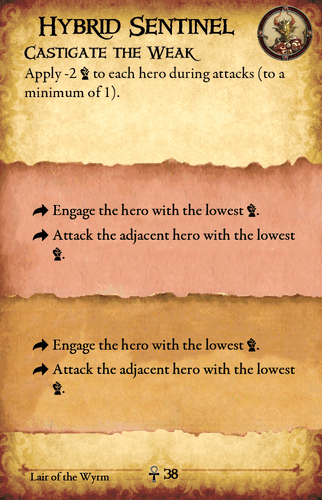 Hybrid Sentinel
Castigate the Weak
Apply -2 to each hero during attacks (to a
minimum of 1).
Engage the hero with the lowest .
Attack the adjacent hero with the lowest
.
Engage the hero with the lowest .
Attack the adjacent hero with the lowest
.
Lair of the Wyrm 38